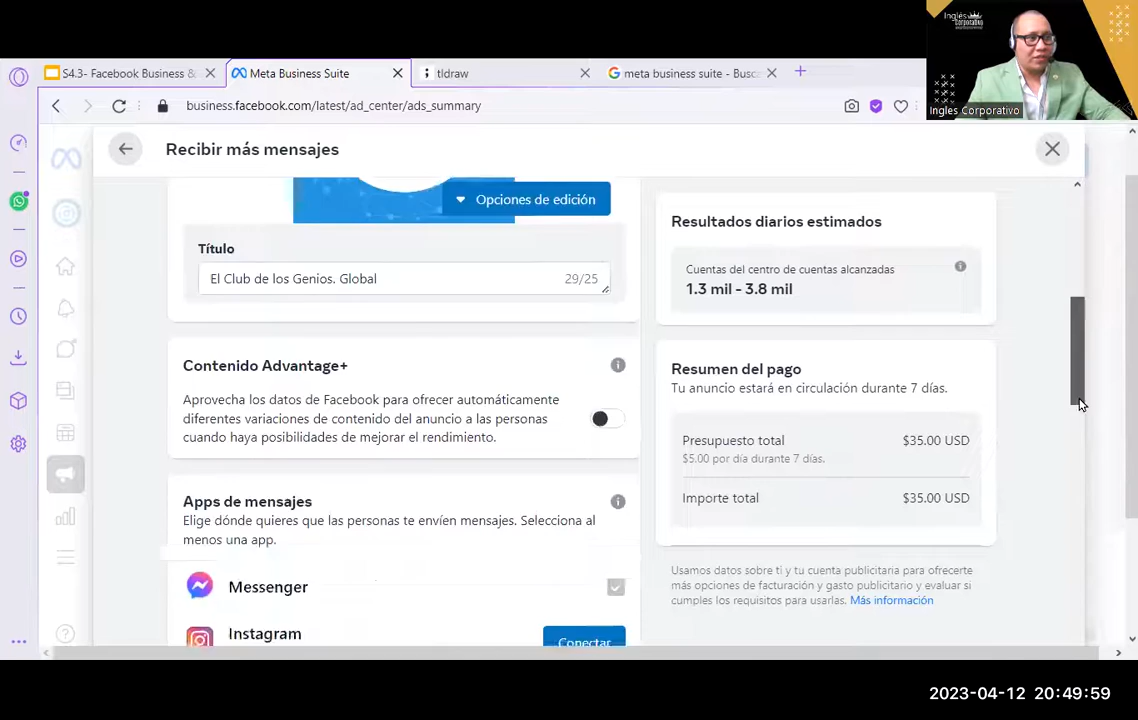 Inglés
Corporativo
Ingles Corporativo
S4.3- Facebook Business &
Meta Business Suite
tldraw
meta business suite - Busc
business.facebook.com/latest/ad_center/ads_summary
Recibir más mensajes
Opciones de edición
Título
El Club de los Genios. Global
29/25
Contenido Advantage+
Aprovecha los datos de Facebook para ofrecer automáticamente
diferentes variaciones de contenido del anuncio a las personas
cuando haya posibilidades de mejorar el rendimiento.
Apps de mensajes
Elige dónde quieres que las personas te envíen mensajes. Selecciona al
menos una app.
Messenger
Instagram
Conectar
Resultados diarios estimados
Cuentas del centro de cuentas alcanzadas
1.3 mil - 3.8 mil
Resumen del pago
Tu anuncio estará en circulación durante 7 días.
Presupuesto total $35.00 USD
$5.00 por día durante 7 días.
Importe total $35.00 USD
Usamos datos sobre ti y tu cuenta publicitaria para ofrecerte
más opciones de facturación y gasto publicitario y evaluar si
cumples los requisitos para usarlas. Más información
2023-04-12 20:49:59